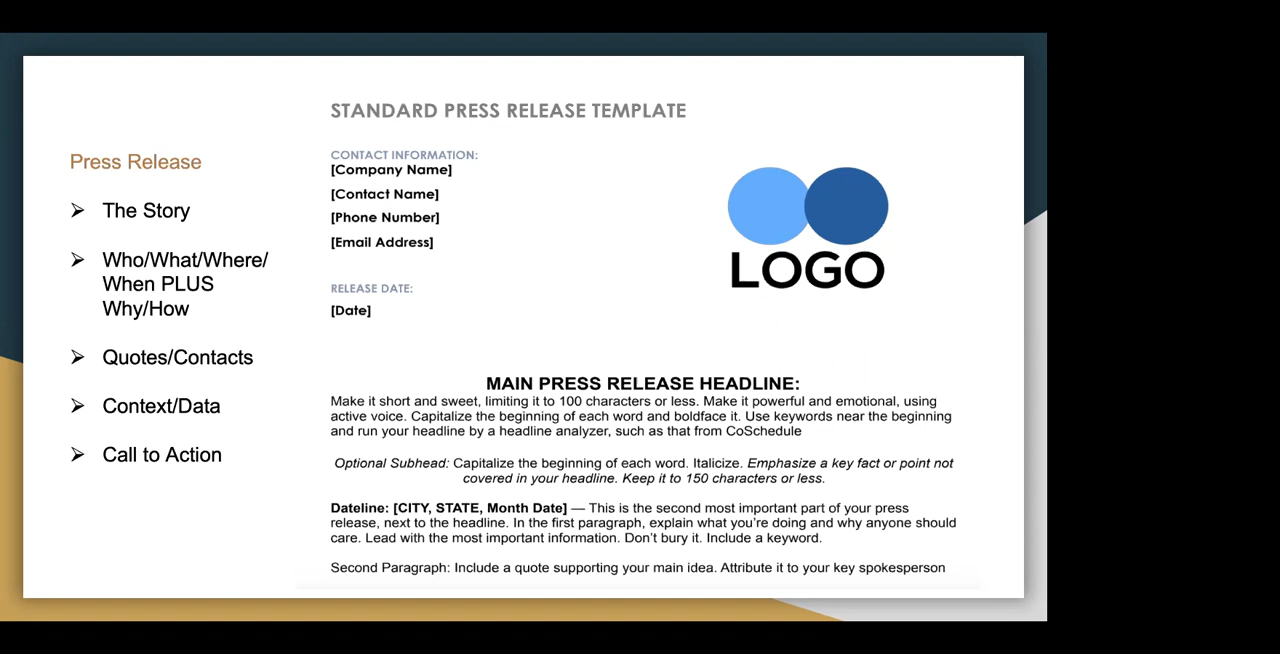 Press Release
➢ The Story
➢ Who/What/Where/
When PLUS
Why/How
➢ Quotes/Contacts
➢ Context/Data
➢ Call to Action
STANDARD PRESS RELEASE TEMPLATE
CONTACT INFORMATION:
[Company Name]
[Contact Name]
[Phone Number]
[Email Address]
RELEASE DATE:
[Date]
LOGO
MAIN PRESS RELEASE HEADLINE:
Make it short and sweet, limiting it to 100 characters or less. Make it powerful and emotional, using
active voice. Capitalize the beginning of each word and boldface it. Use keywords near the beginning
and run your headline by a headline analyzer, such as that from CoSchedule
Optional Subhead: Capitalize the beginning of each word. Italicize. Emphasize a key fact or point not
covered in your headline. Keep it to 150 characters or less.
Dateline: [CITY, STATE, Month Date] — This is the second most important part of your press
release, next to the headline. In the first paragraph, explain what you’re doing and why anyone should
care. Lead with the most important information. Don’t bury it. Include a keyword.
Second Paragraph: Include a quote supporting your main idea. Attribute it to your key spokesperson